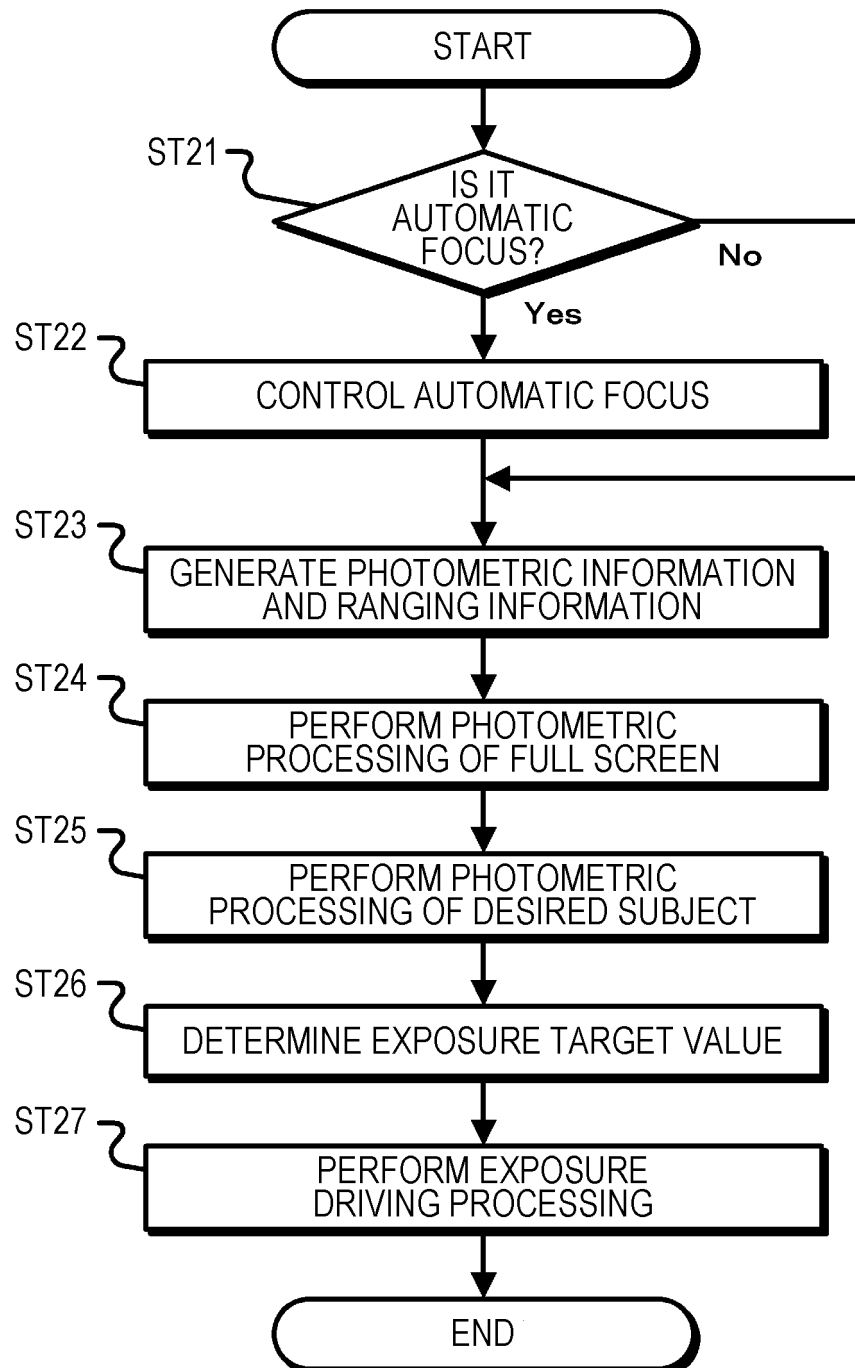 START
ST21
IS IT
AUTOMATIC
FOCUS?
No
Yes
ST22
CONTROL AUTOMATIC FOCUS
ST23
GENERATE PHOTOMETRIC INFORMATION
AND RANGING INFORMATION
ST24
PERFORM PHOTOMETRIC
PROCESSING OF FULL SCREEN
ST25
PERFORM PHOTOMETRIC
PROCESSING OF DESIRED SUBJECT
ST26
DETERMINE EXPOSURE TARGET VALUE
ST27
PERFORM EXPOSURE
DRIVING PROCESSING
END